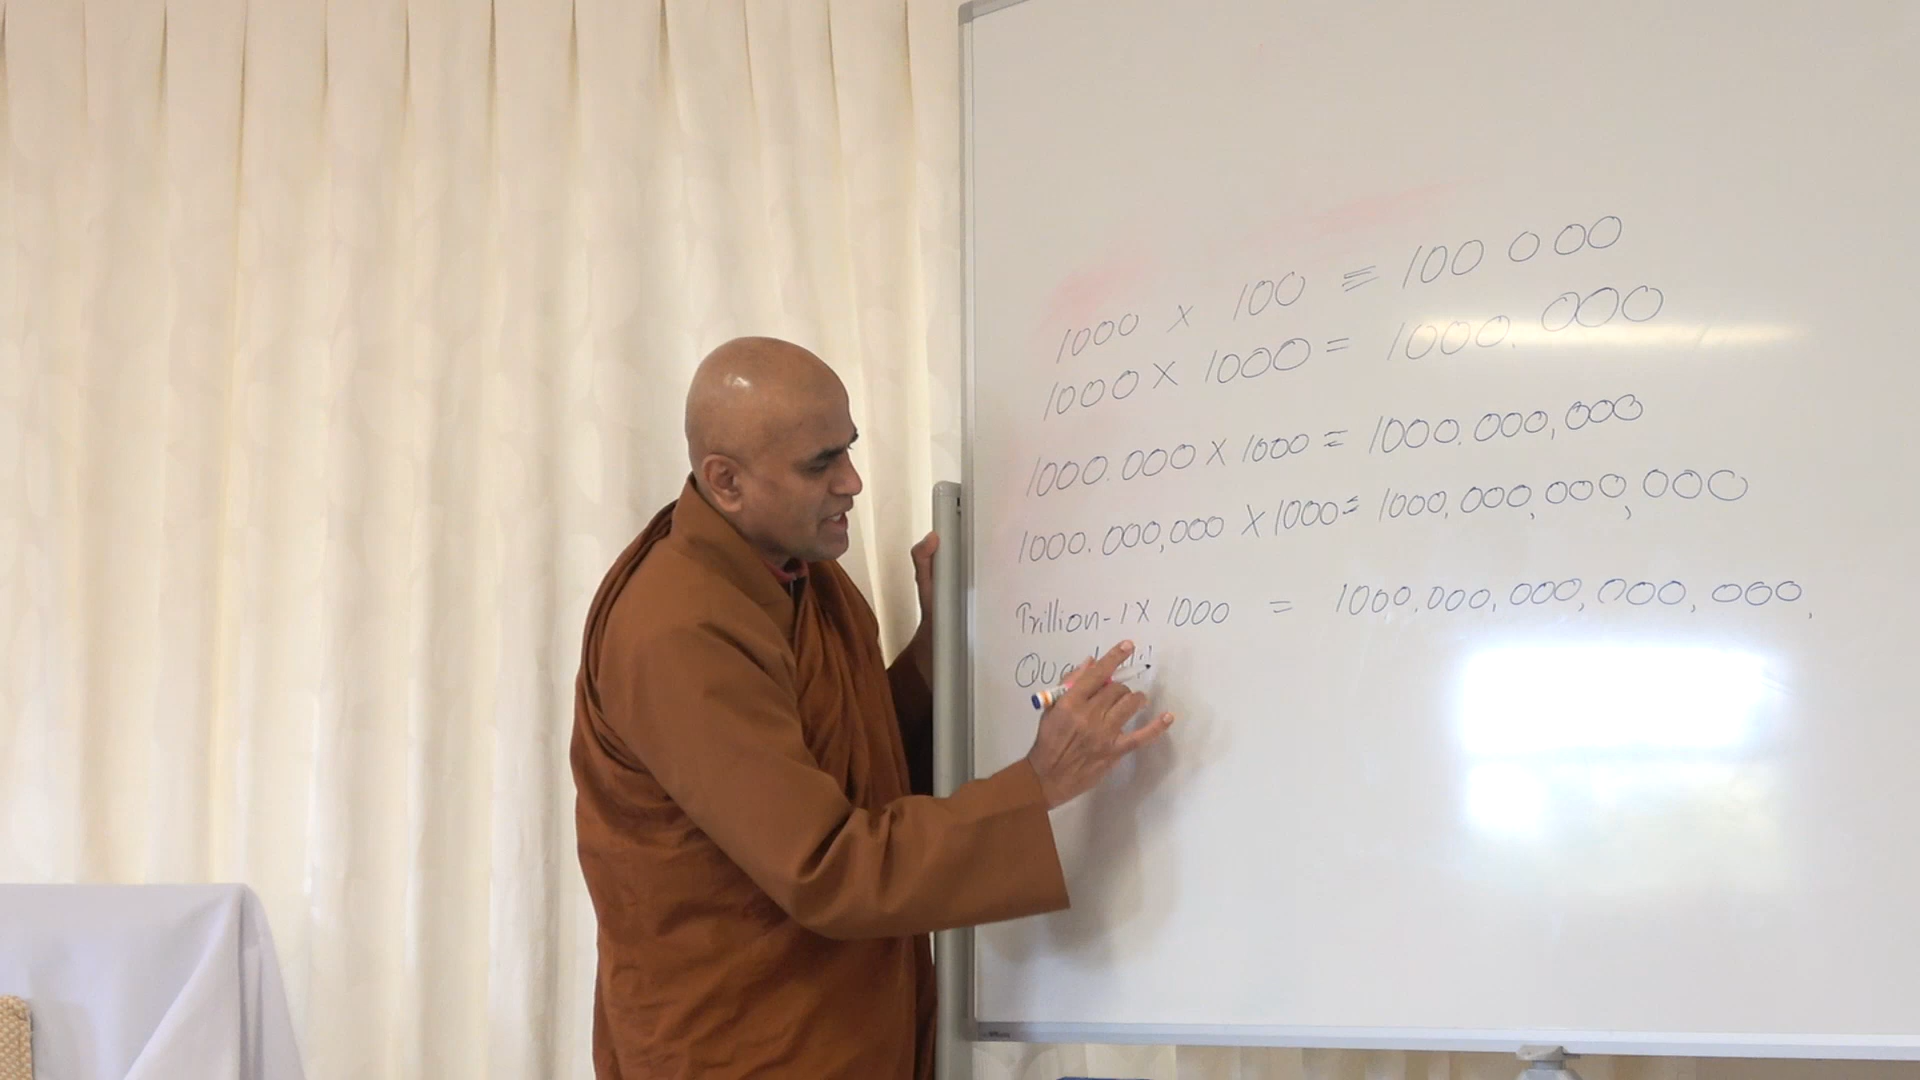 1000 x 100 = 100 000
1000 x 1000 = 1000. 000
1000.000 x 1000 = 1000.000,000
1000.000,000 x 1000 = 1000,000,000,000
Trillion - 1 x 1000 = 1000,000,000,000,000,